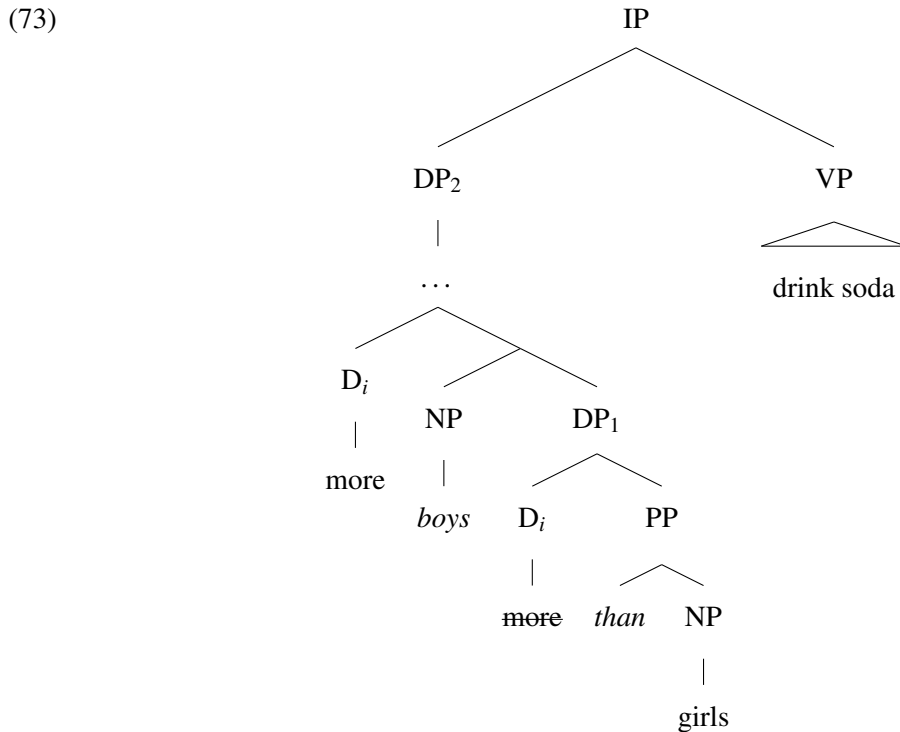 (73) IP
DP₂ VP
... drink soda
Dᵢ
NP DP₁
more
boys Dᵢ PP
more than NP
girls